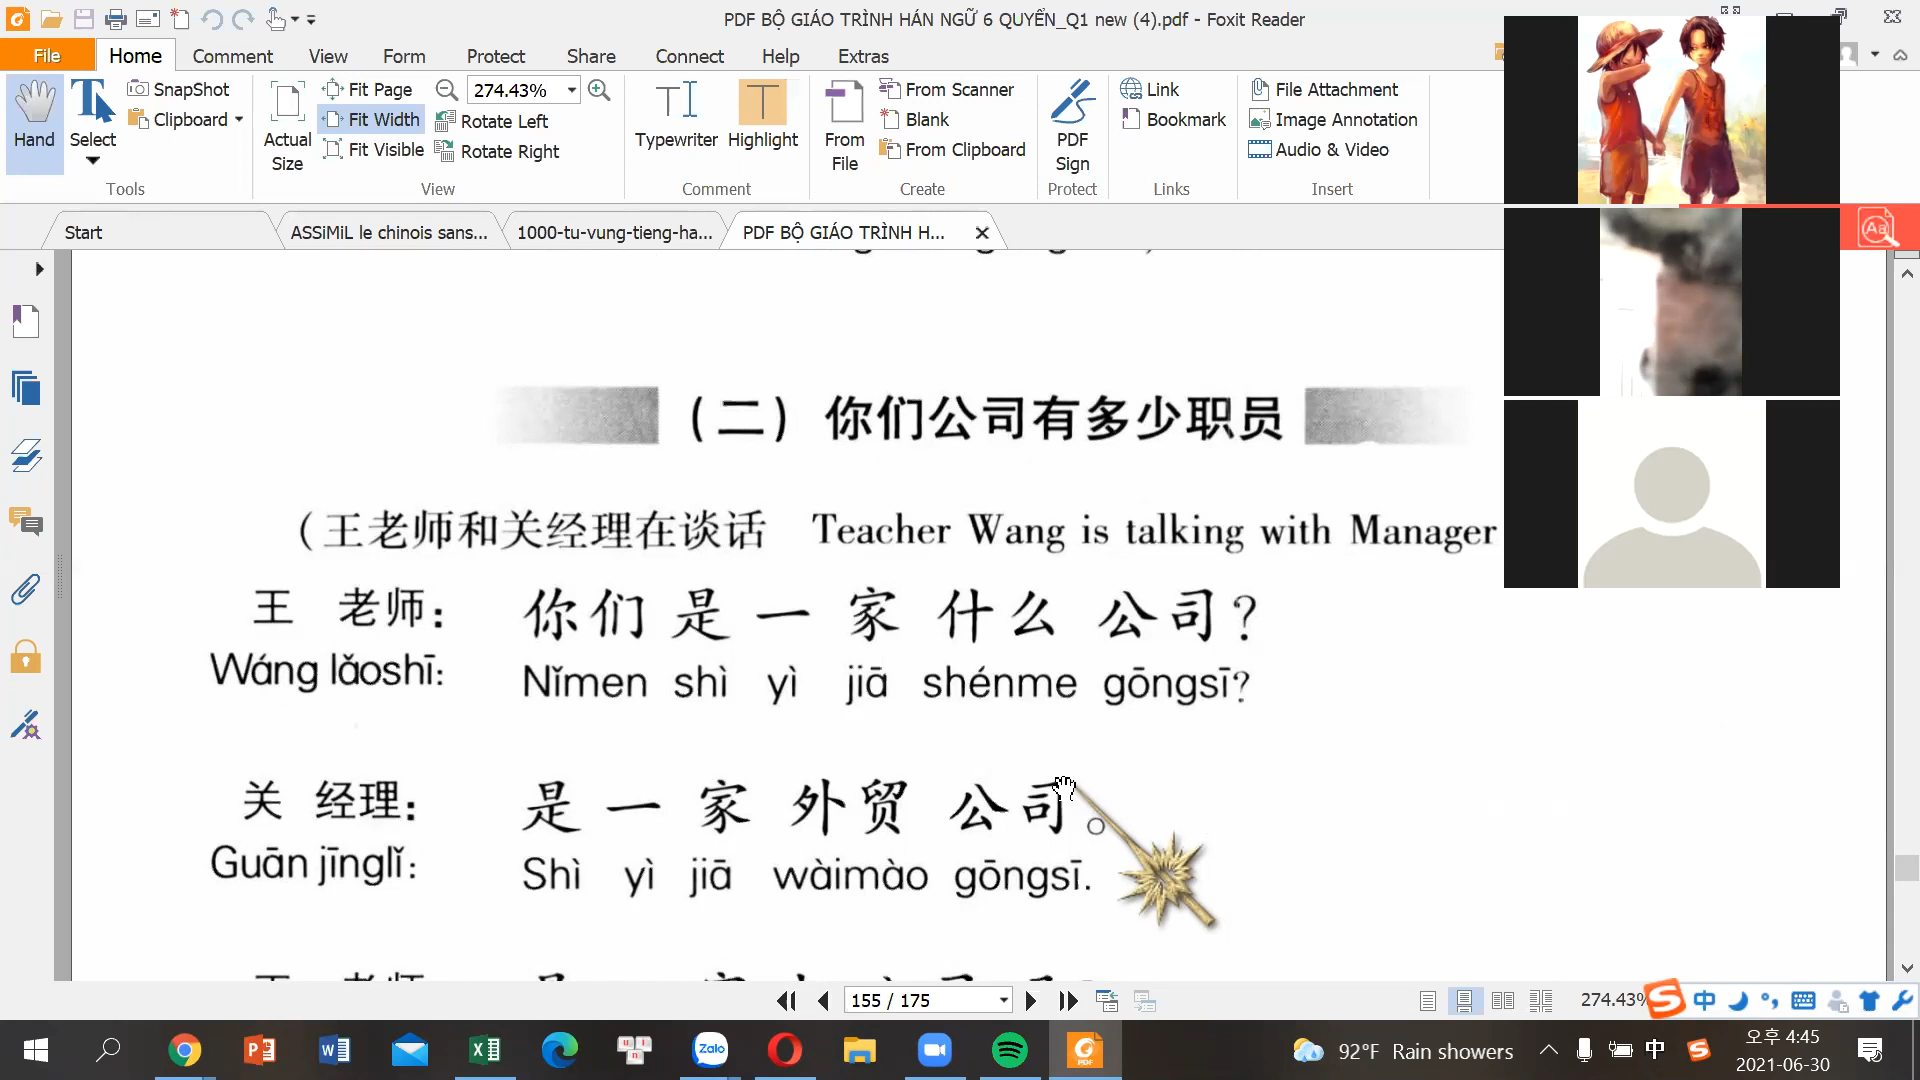 PDF BỘ GIÁO TRÌNH HÁN NGỮ 6 QUYỂN_Q1 new (4).pdf - Foxit Reader
File Home Comment View Form Protect Share Connect Help Extras
Hand
Select
SnapShot
Clipboard
Tools
Actual Size
Fit Page
Fit Width
Fit Visible
274.43%
Rotate Left
Rotate Right
View
Typewriter
Highlight
Comment
From File
From Scanner
Blank
From Clipboard
Create
PDF Sign
Protect
Link
Bookmark
Links
File Attachment
Image Annotation
Audio & Video
Insert
Start
ASSiMiL le chinois sans...
1000-tu-vung-tieng-ha...
PDF BỘ GIÁO TRÌNH H...
(二) 你们公司有多少职员
(王老师和关经理在谈话 Teacher Wang is talking with Manager
王 老师: 你们 是 一 家 什么 公司?
Wáng lǎoshī: Nǐmen shì yì jiā shénme gōngsī?
关 经理: 是 一 家 外贸 公司。
Guān jīnglǐ: Shì yì jiā wàimào gōngsī.
155 / 175
274.43%
中
Zalo
92°F Rain showers
中
오후 4:45
2021-06-30